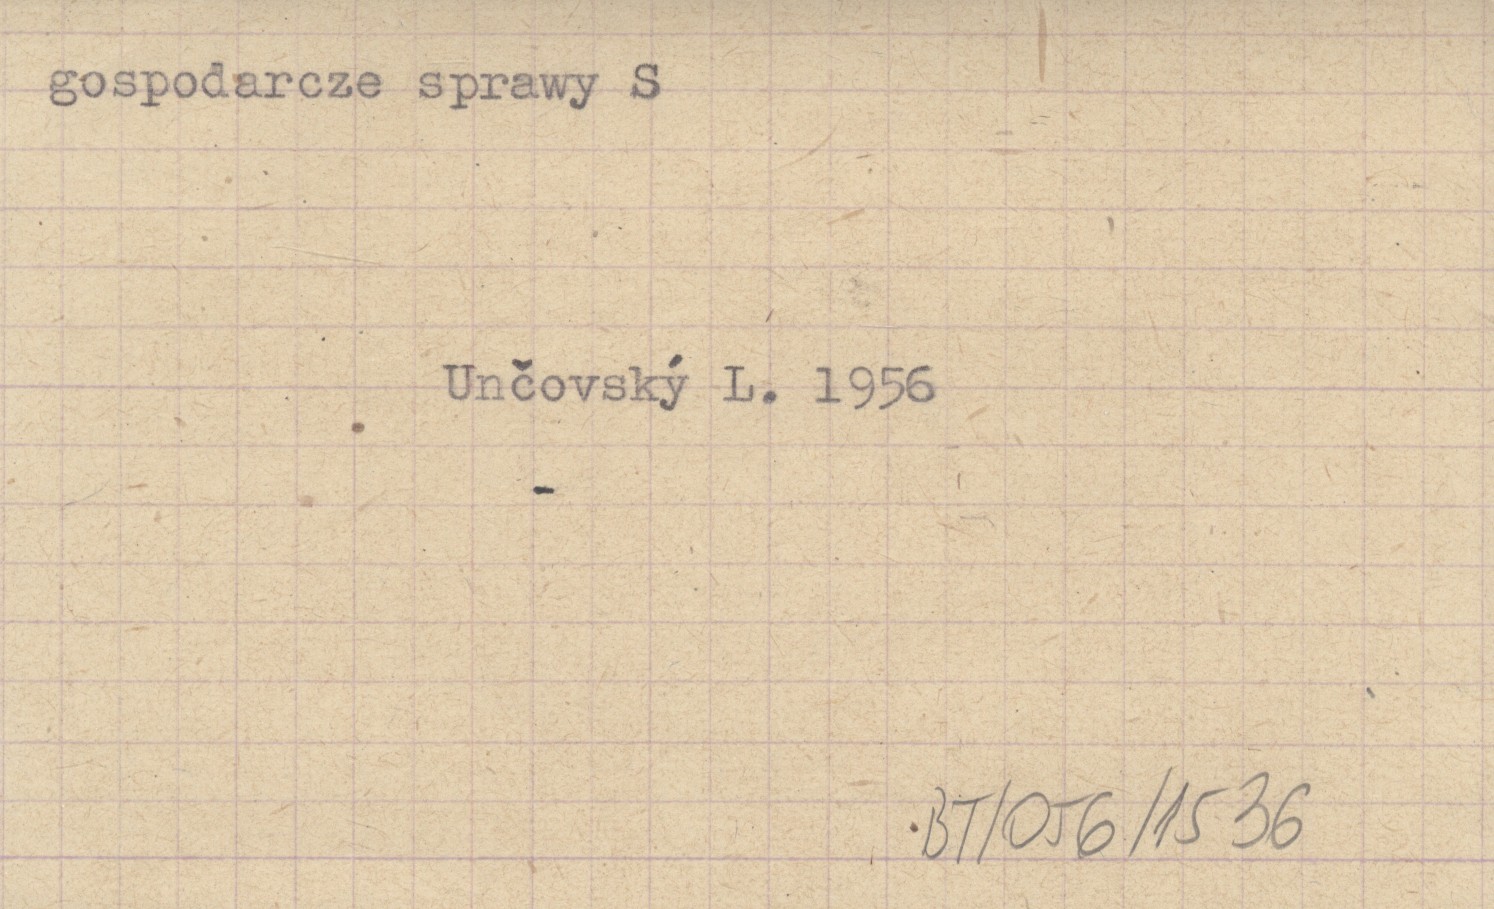 gospodarcze sprawy S
Unčovský L. 1956
-
BT/056/1536